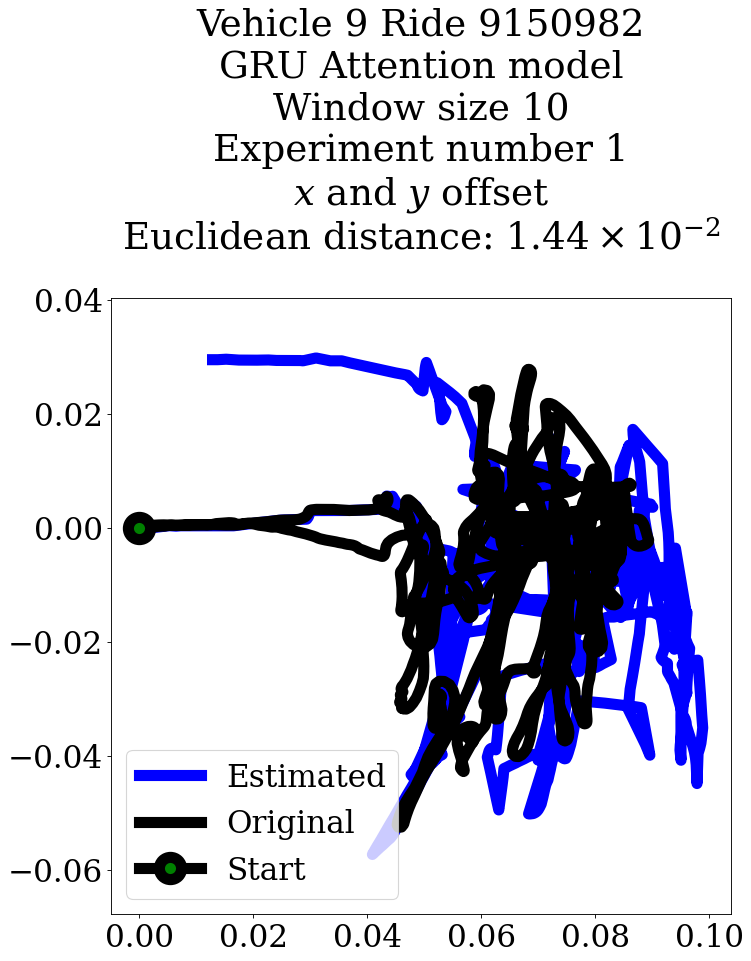 Vehicle 9 Ride 9150982
GRU Attention model
Window size 10
Experiment number 1
x and y offset
Euclidean distance: 1.44 × 10⁻²
0.04
0.02
0.00
−0.02
−0.04
−0.06
Estimated
Original
Start
0.00 0.02 0.04 0.06 0.08 0.10